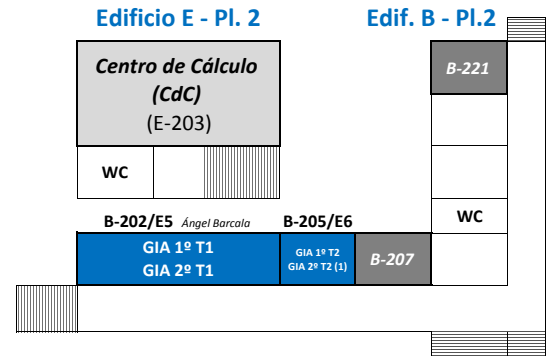 Edificio E - Pl. 2
Edif. B - Pl.2
Centro de Cálculo
(CdC)
(E-203)
B-221
WC
WC
B-202/E5 Ángel Barcala
B-205/E6
GIA 1º T1
GIA 2º T1
GIA 1º T2
GIA 2º T2 (1)
B-207